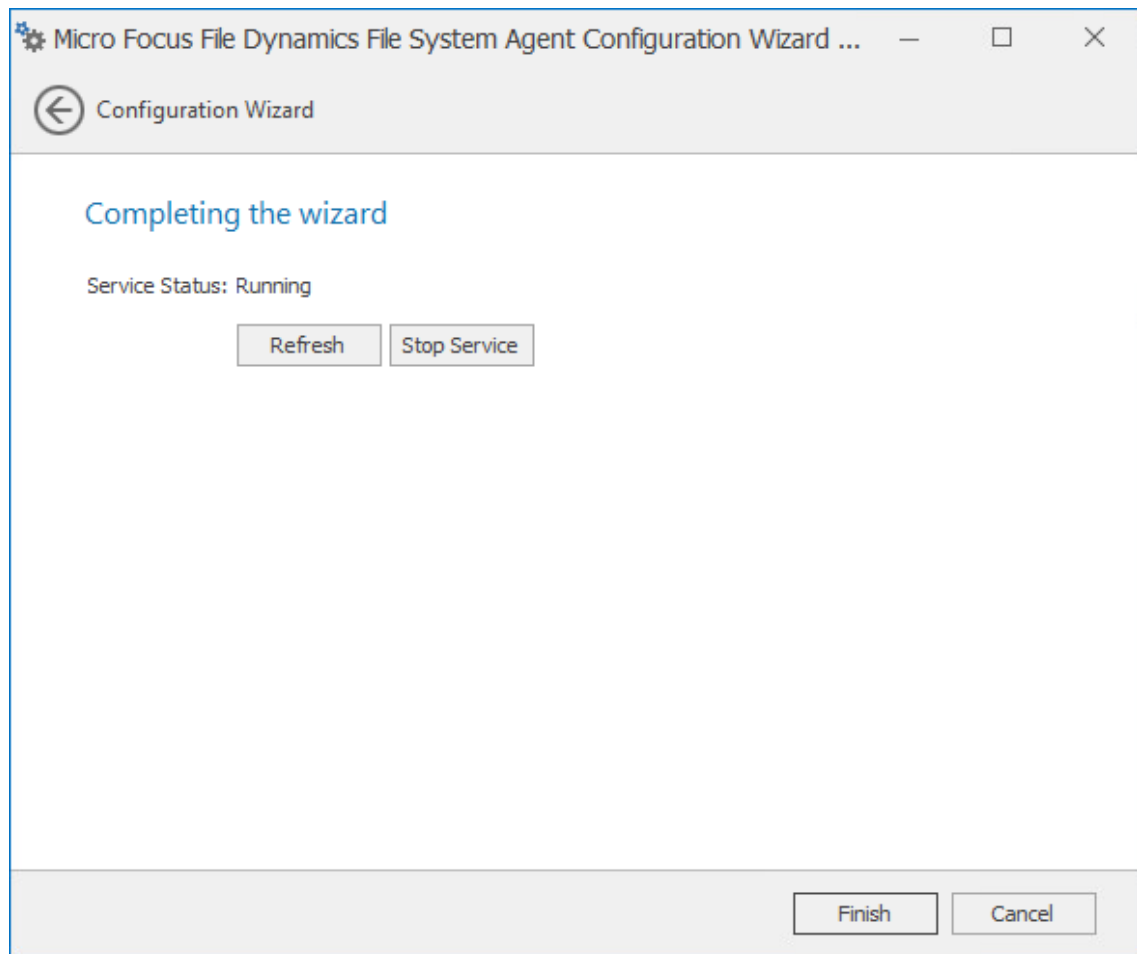 Micro Focus File Dynamics File System Agent Configuration Wizard ...
Configuration Wizard
Completing the wizard
Service Status: Running
Refresh Stop Service
Finish Cancel